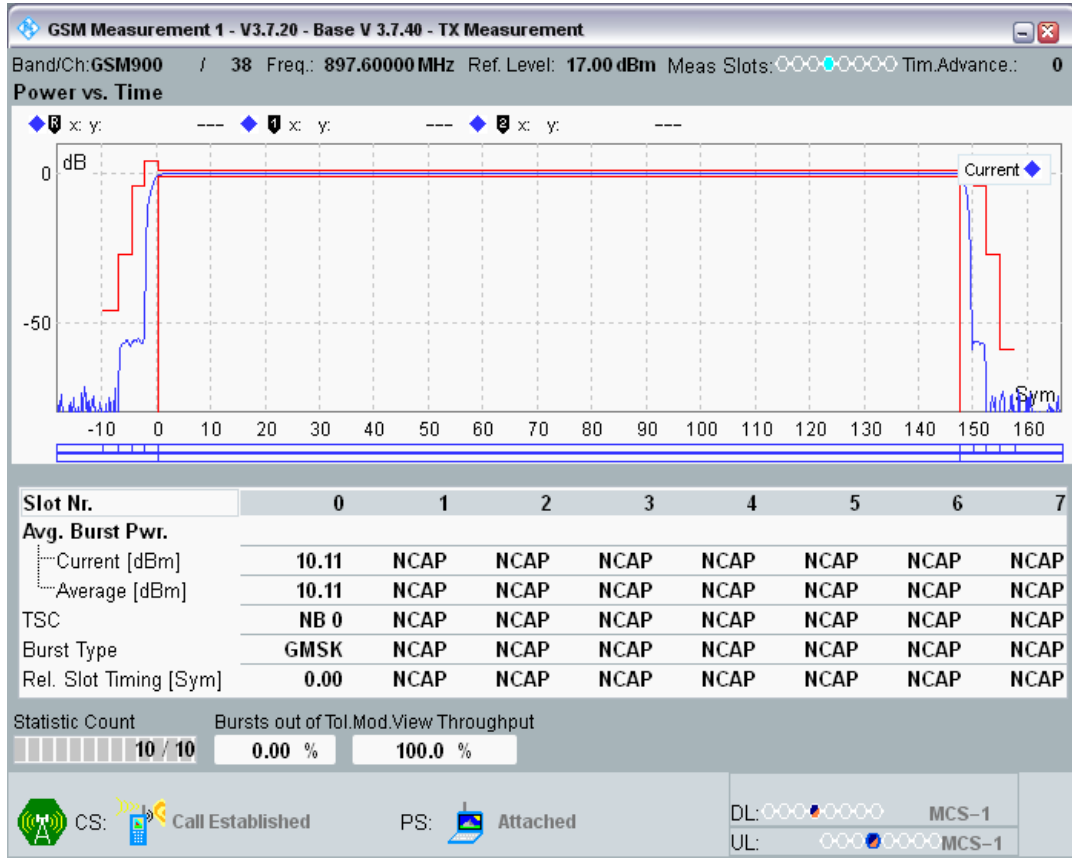 GSM Measurement 1 - V3.7.20 - Base V 3.7.40 - TX Measurement
Band/Ch:GSM900 / 38 Freq.: 897.60000 MHz Ref. Level: 17.00 dBm Meas Slots: Tim.Advance.: 0
Power vs. Time
R x: y: --- 1 x: y: --- 2 x: y: ---
dB
0
Current
-50
Sym
-10 0 10 20 30 40 50 60 70 80 90 100 110 120 130 140 150 160
Slot Nr. 0 1 2 3 4 5 6 7
Avg. Burst Pwr.
Current [dBm] 10.11 NCAP NCAP NCAP NCAP NCAP NCAP NCAP
Average [dBm] 10.11 NCAP NCAP NCAP NCAP NCAP NCAP NCAP
TSC NB 0 NCAP NCAP NCAP NCAP NCAP NCAP NCAP
Burst Type GMSK NCAP NCAP NCAP NCAP NCAP NCAP NCAP
Rel. Slot Timing [Sym] 0.00 NCAP NCAP NCAP NCAP NCAP NCAP NCAP
Statistic Count Bursts out of Tol. Mod.View Throughput
10 / 10 0.00 % 100.0 %
CS: Call Established PS: Attached
DL: MCS-1
UL: MCS-1